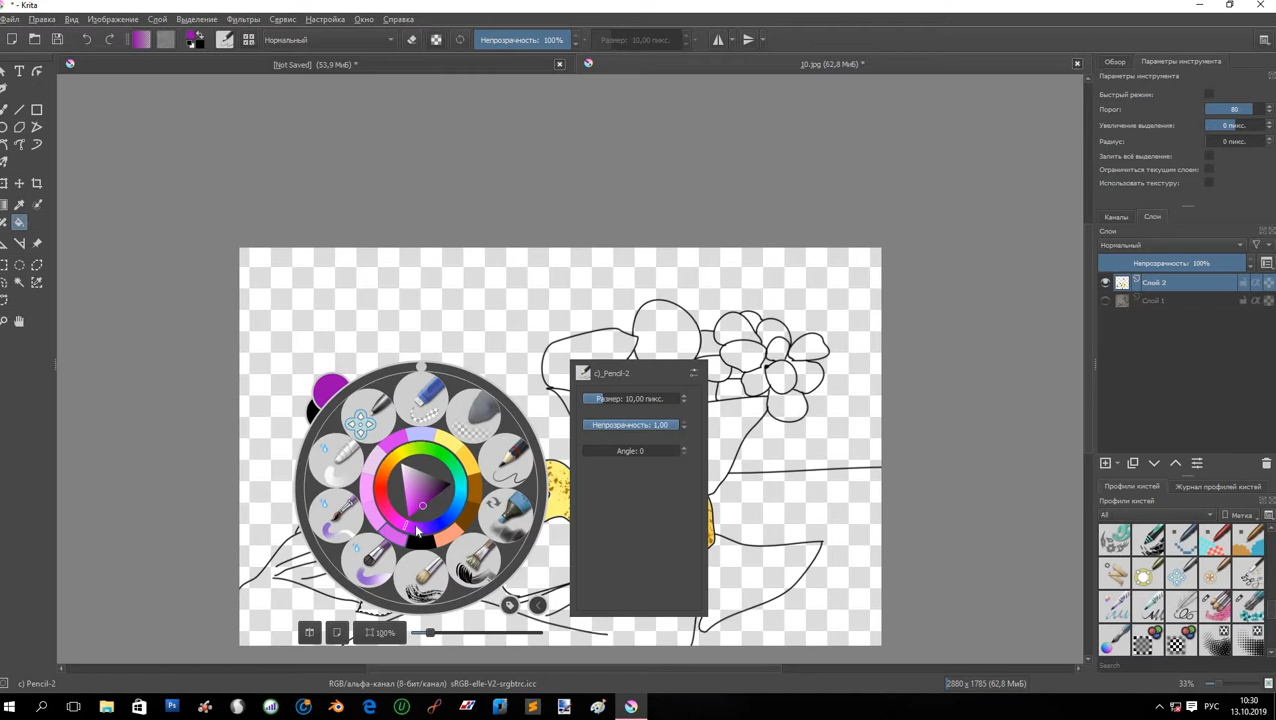 * - Krita
Файл Правка Вид Изображение Слой Выделение Фильтры Сервис Настройка Окно Справка
Нормальный Непрозрачность: 100% Размер: 10,00 пикс.
[Not Saved] (53,9 МиБ) * 10.jpg (62,8 МиБ) *
Обзор Параметры инструмента
Параметры инструмента
Быстрый режим:
Порог: 80
Увеличение выделения: 0 пикс.
Радиус: 0 пикс.
Залить всё выделение:
Ограничиться текущим слоем:
Использовать текстуру:
Каналы Слои
Слои
Нормальный
Непрозрачность: 100%
Слой 2
Слой 1
c)_Pencil-2
Размер: 10,00 пикс.
Непрозрачность: 1,00
Angle: 0
100%
Профили кистей Журнал профилей кистей
Профили кистей
All Метка
Search
c) Pencil-2 RGB/альфа-канал (8-бит/канал) sRGB-elle-V2-srgbtrc.icc 2880 x 1785 (62,8 МиБ) 33%
РУС 10:30
13.10.2019